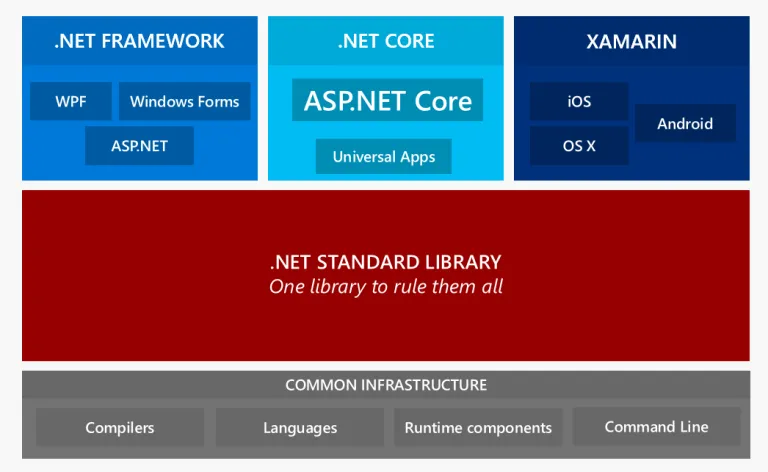 .NET FRAMEWORK
WPF
Windows Forms
ASP.NET
.NET CORE
ASP.NET Core
Universal Apps
XAMARIN
iOS
Android
OS X
.NET STANDARD LIBRARY
One library to rule them all
COMMON INFRASTRUCTURE
Compilers
Languages
Runtime components
Command Line